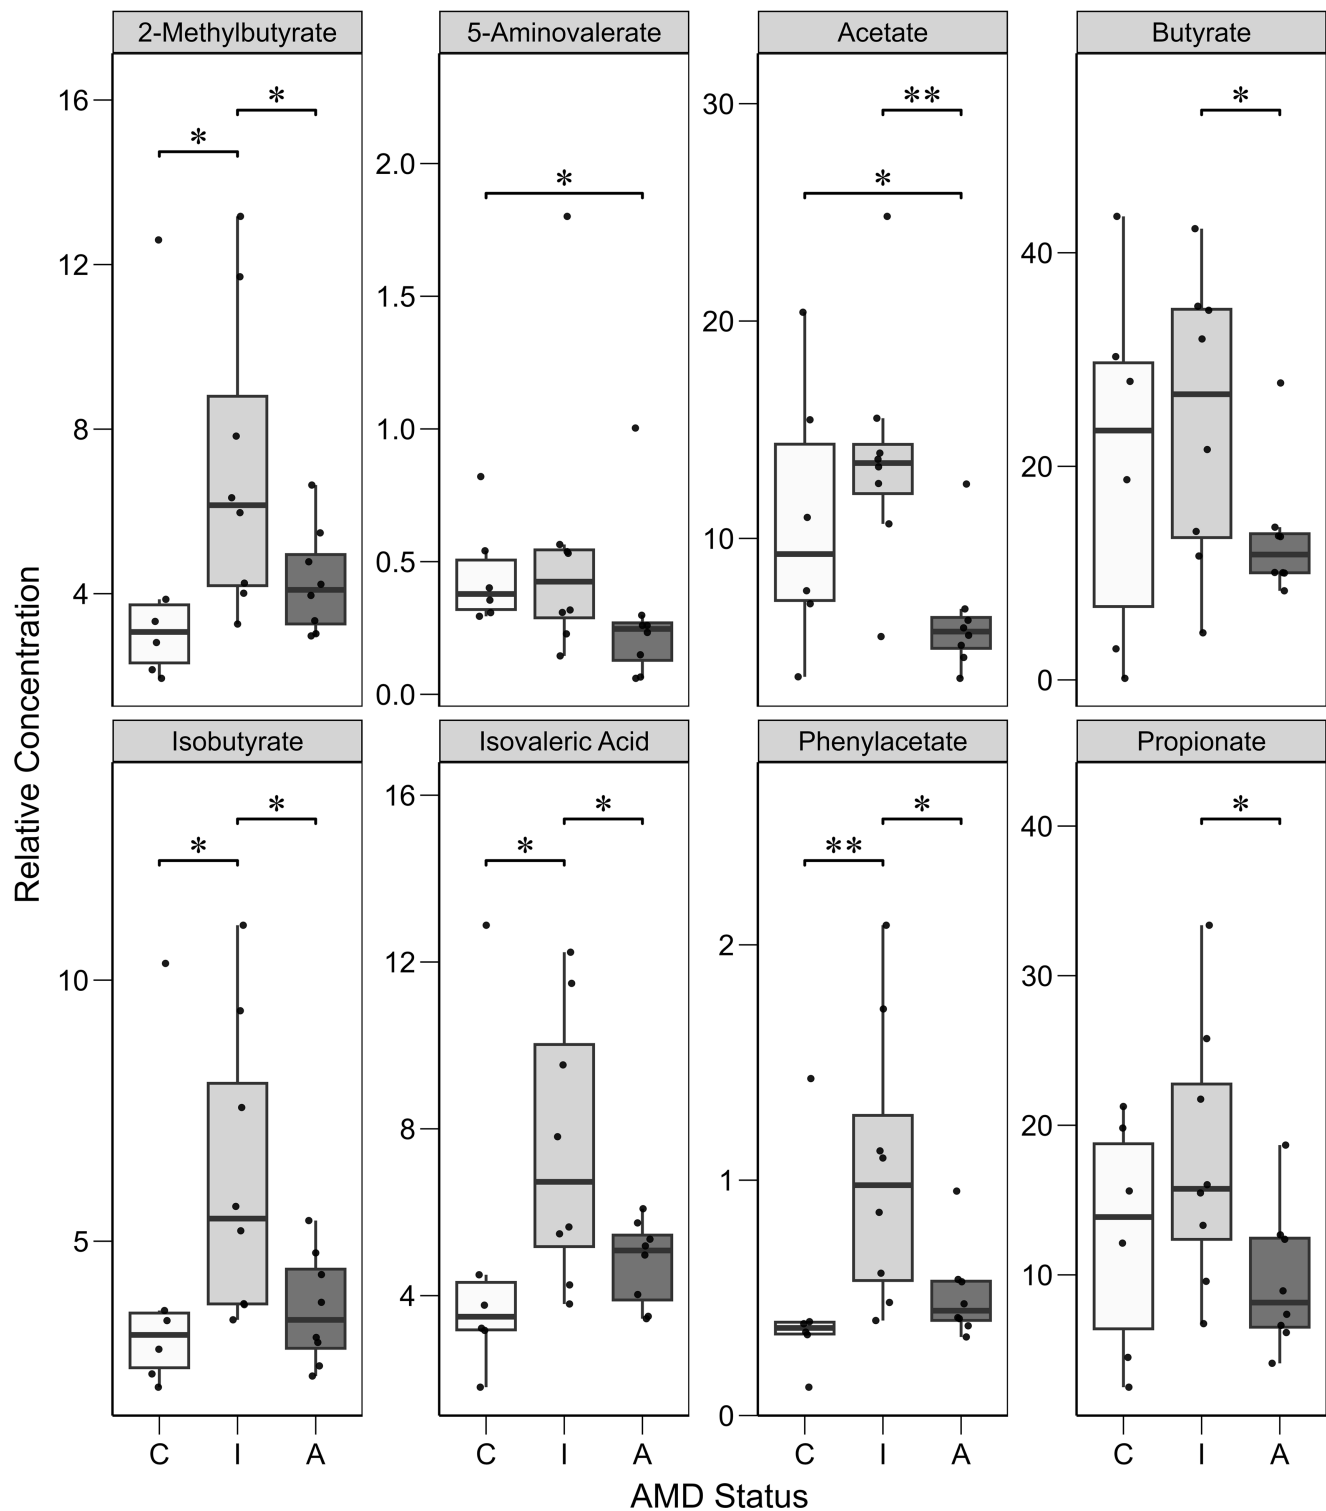 2-Methylbutyrate
5-Aminovalerate
Acetate
Butyrate
16
12
8
4
*
*
2.0
1.5
1.0
0.5
0.0
*
30
20
10
**
*
40
20
0
*
Relative Concentration
Isobutyrate
Isovaleric Acid
Phenylacetate
Propionate
10
5
*
*
16
12
8
4
*
*
2
1
0
*
**
40
30
20
10
*
C I A
C I A
C I A
C I A
AMD Status